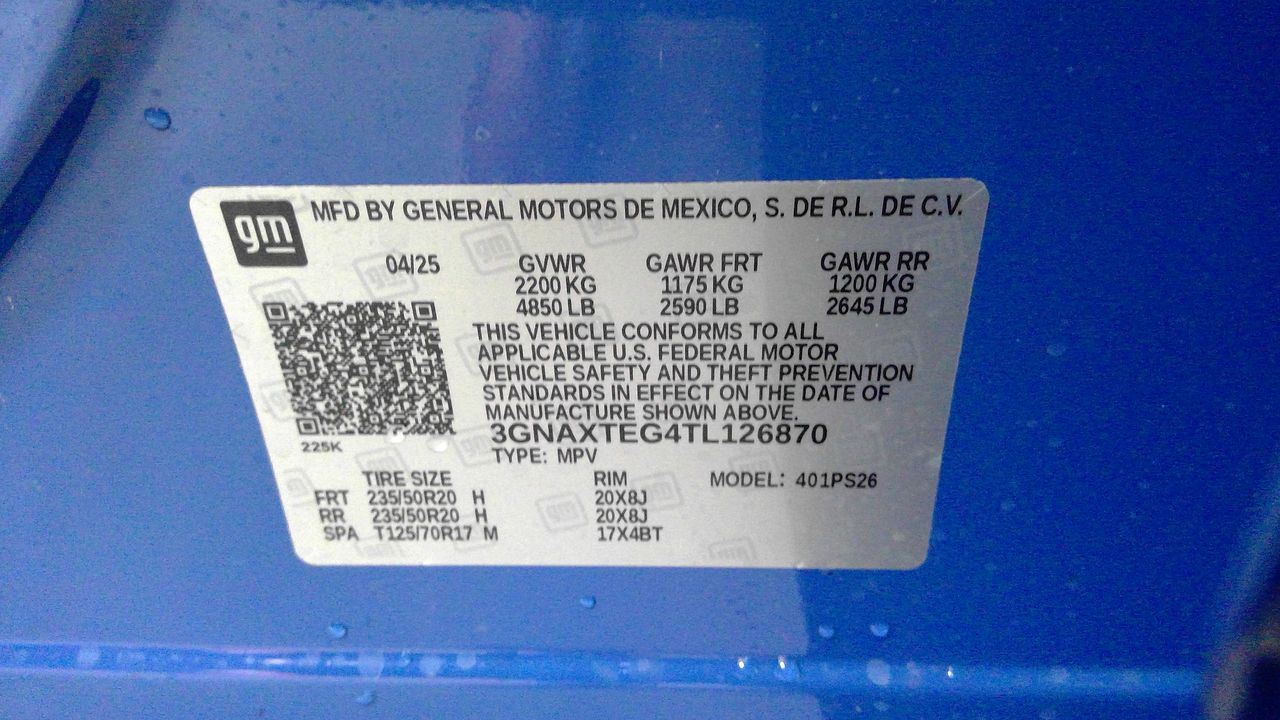 gm MFD BY GENERAL MOTORS DE MEXICO, S. DE R.L. DE C.V.
04/25 GVWR GAWR FRT GAWR RR
2200 KG 1175 KG 1200 KG
4850 LB 2590 LB 2645 LB
THIS VEHICLE CONFORMS TO ALL
APPLICABLE U.S. FEDERAL MOTOR
VEHICLE SAFETY AND THEFT PREVENTION
STANDARDS IN EFFECT ON THE DATE OF
MANUFACTURE SHOWN ABOVE.
3GNAXTEG4TL126870
225K
TYPE: MPV
TIRE SIZE RIM MODEL: 401PS26
FRT 235/50R20 H 20X8J
RR 235/50R20 H 20X8J
SPA T125/70R17 M 17X4BT